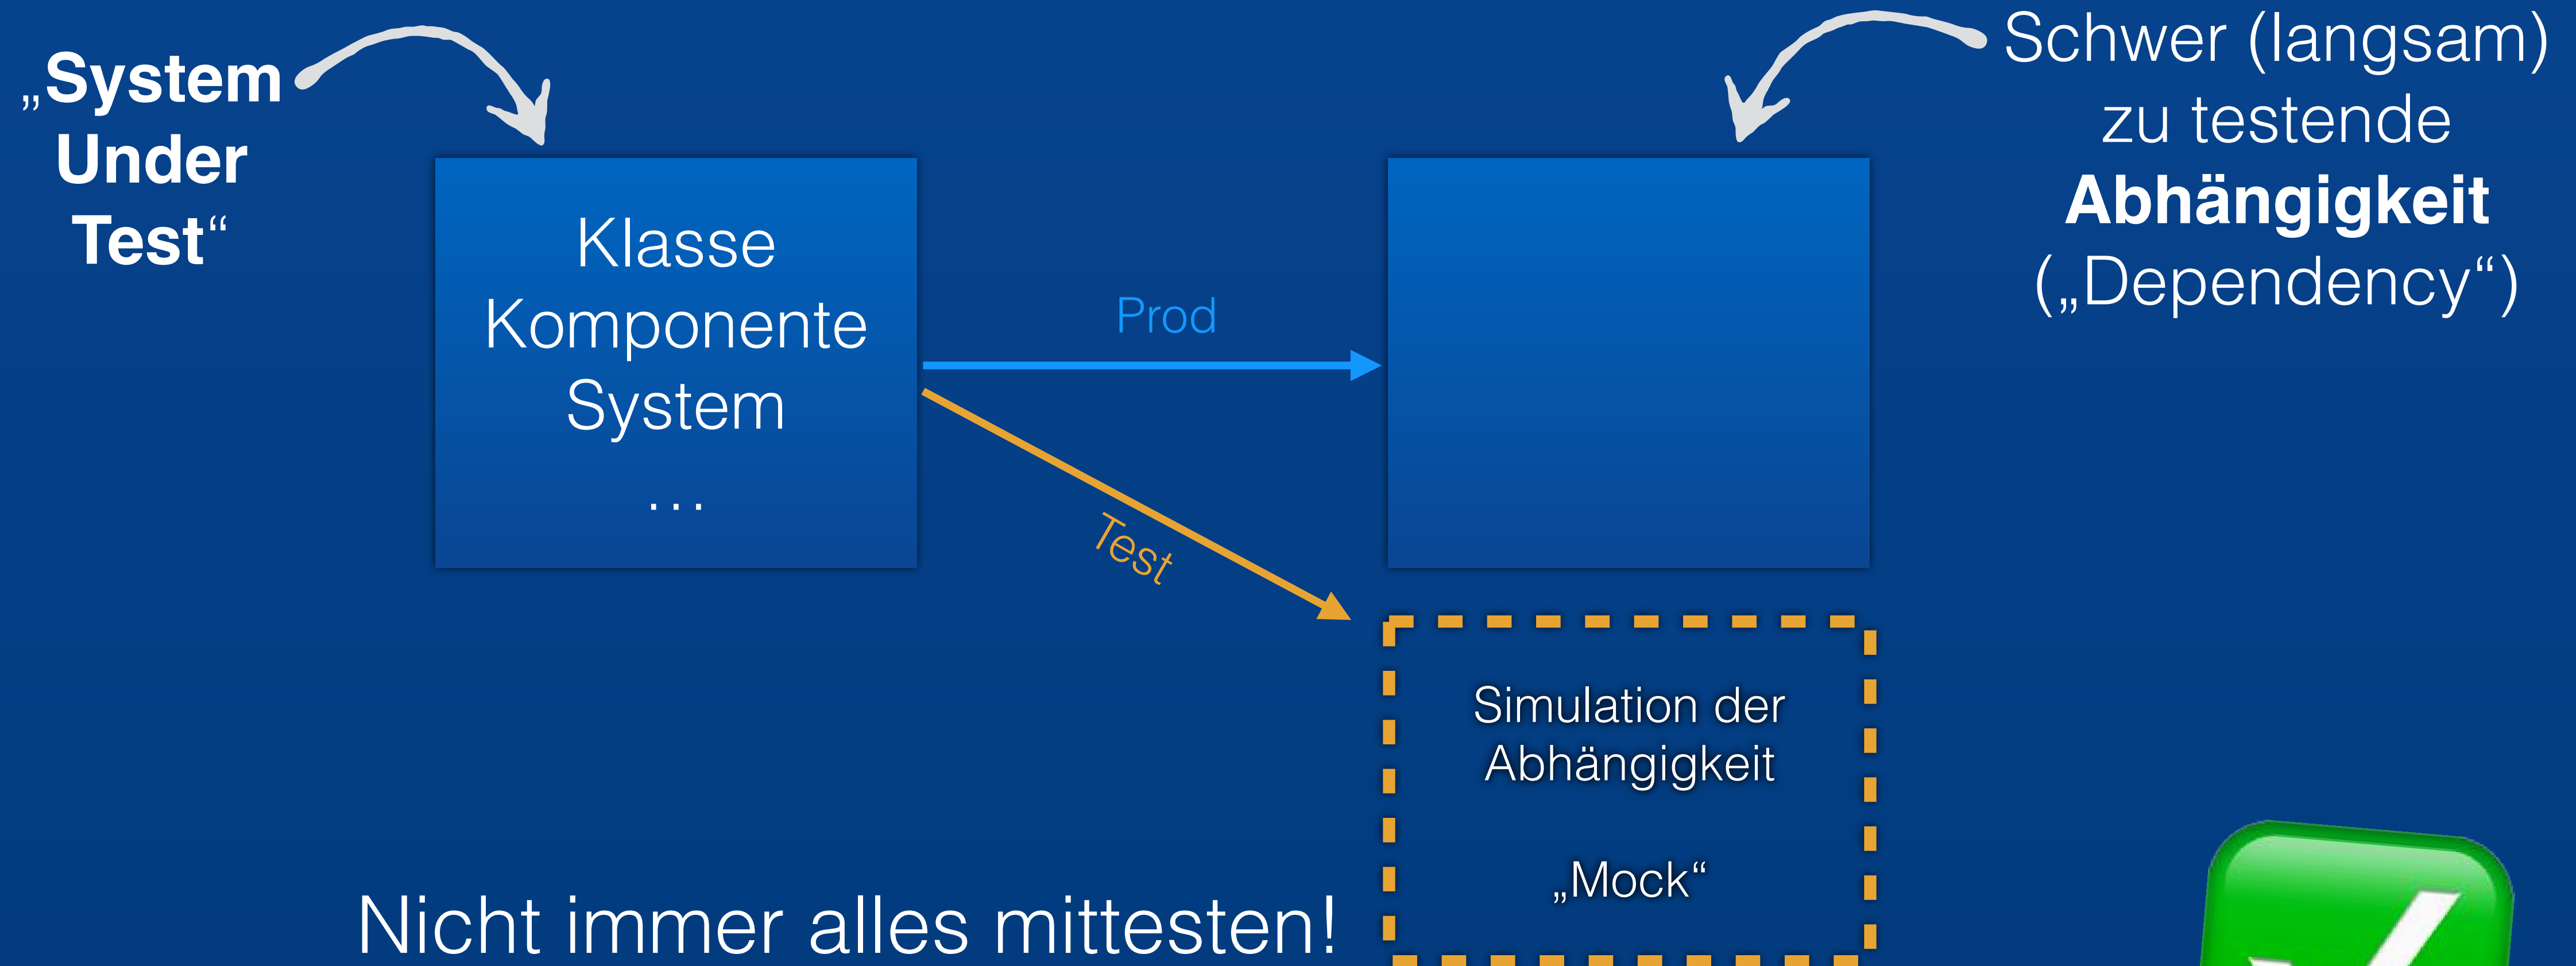 „System
Under
Test“
Schwer (langsam)
zu testende
Abhängigkeit
(„Dependency“)
Klasse
Komponente
System
...
Prod
Test
Simulation der
Abhängigkeit
„Mock“
Nicht immer alles mittesten!